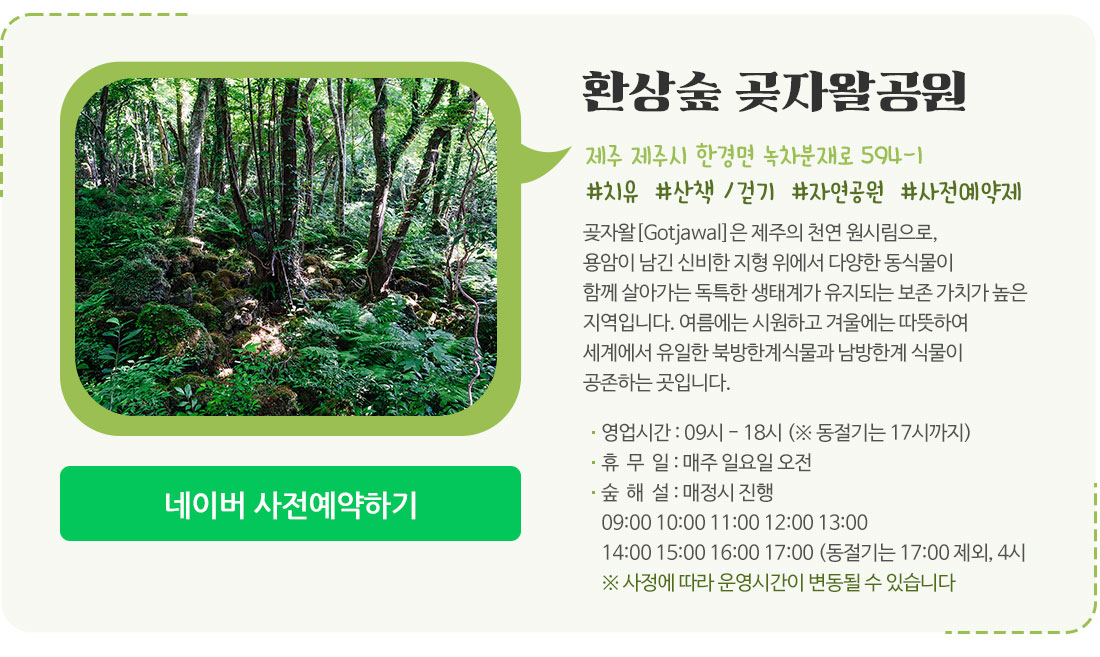 환상숲 곶자왈공원
제주 제주시 한경면 녹차분재로 594-1
#치유 #산책 / 걷기 #자연공원 #사전예약제
곶자왈[Gotjawal]은 제주의 천연 원시림으로,
용암이 남긴 신비한 지형 위에서 다양한 동식물이
함께 살아가는 독특한 생태계가 유지되는 보존 가치가 높은
지역입니다. 여름에는 시원하고 겨울에는 따뜻하여
세계에서 유일한 북방한계식물과 남방한계 식물이
공존하는 곳입니다.
· 영업시간 : 09시 - 18시 (※ 동절기는 17시까지)
· 휴 무 일 : 매주 일요일 오전
· 숲 해 설 : 매정시 진행
09:00 10:00 11:00 12:00 13:00
14:00 15:00 16:00 17:00 (동절기는 17:00 제외, 4시
※ 사정에 따라 운영시간이 변동될 수 있습니다
네이버 사전예약하기